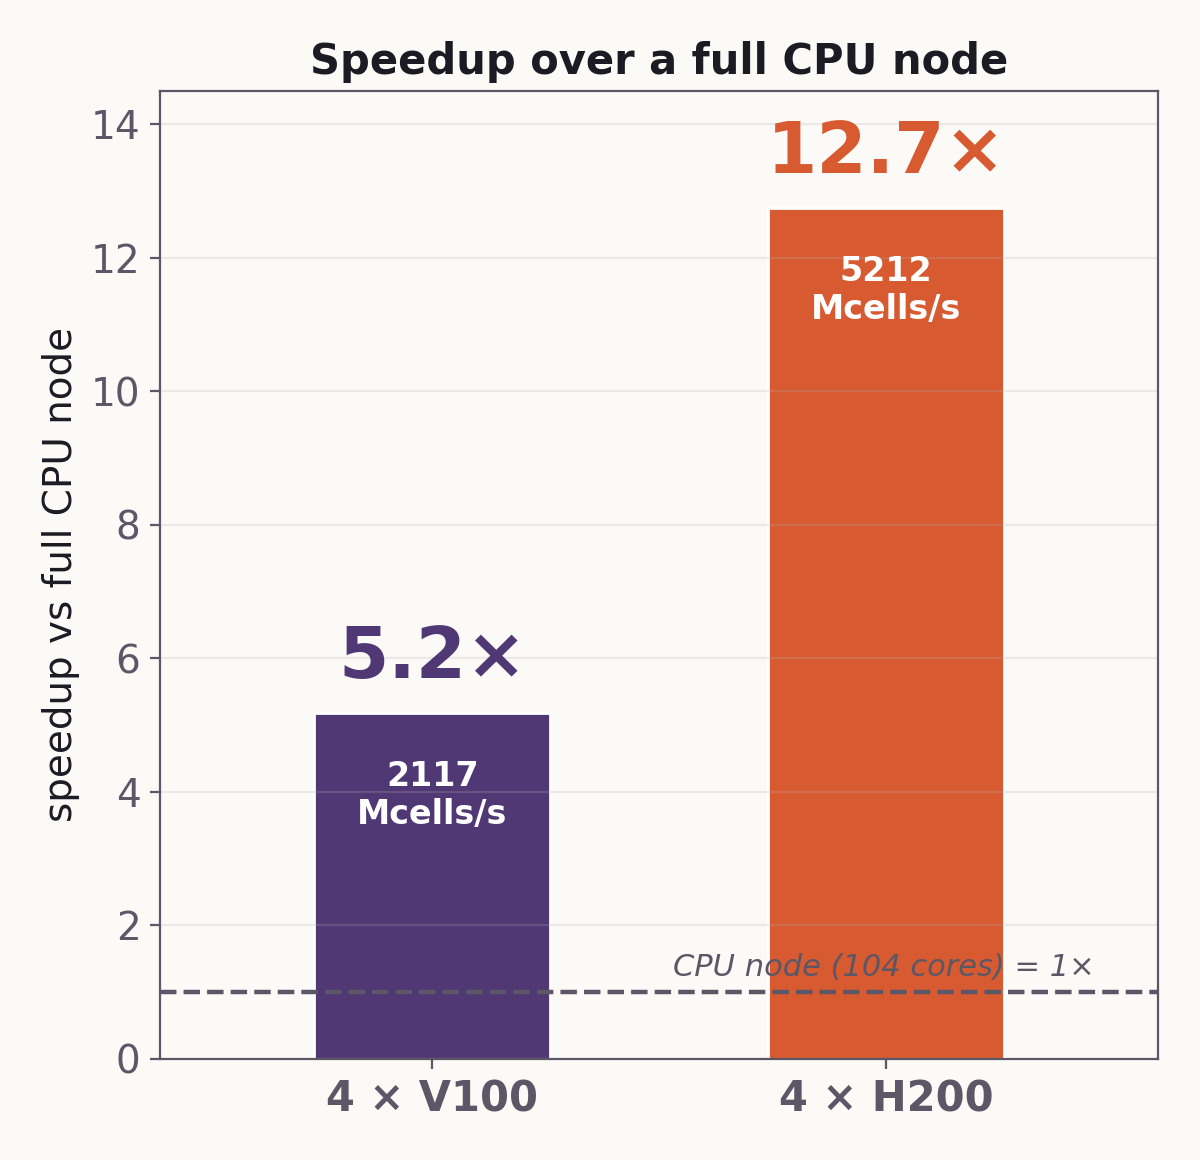 Speedup over a full CPU node
speedup vs full CPU node
14
12
10
8
6
4
2
0
12.7×
5212
Mcells/s
5.2×
2117
Mcells/s
CPU node (104 cores) = 1×
4 × V100
4 × H200